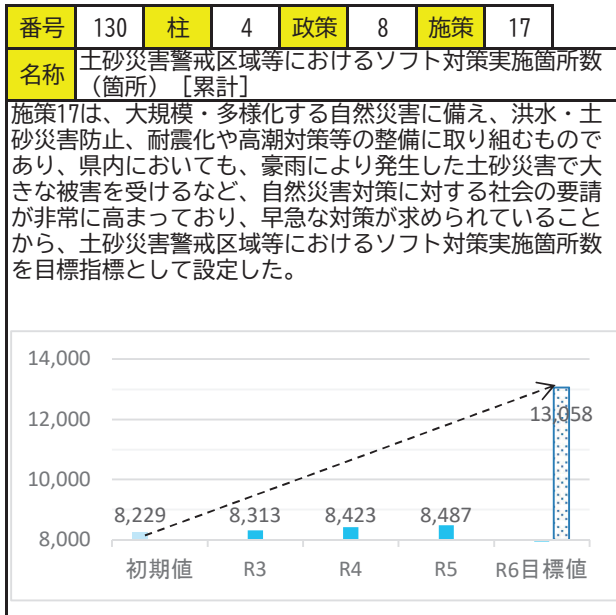 番号 130 柱 4 政策 8 施策 17
名称 土砂災害警戒区域等におけるソフト対策実施箇所数
（箇所）［累計］
施策17は、大規模・多様化する自然災害に備え、洪水・土
砂災害防止、耐震化や高潮対策等の整備に取り組むもので
あり、県内においても、豪雨により発生した土砂災害で大
きな被害を受けるなど、自然災害対策に対する社会の要請
が非常に高まっており、早急な対策が求められていること
から、土砂災害警戒区域等におけるソフト対策実施箇所数
を目標指標として設定した。
14,000
12,000
10,000
8,000
8,229 8,313 8,423 8,487 13,058
初期値 R3 R4 R5 R6目標値